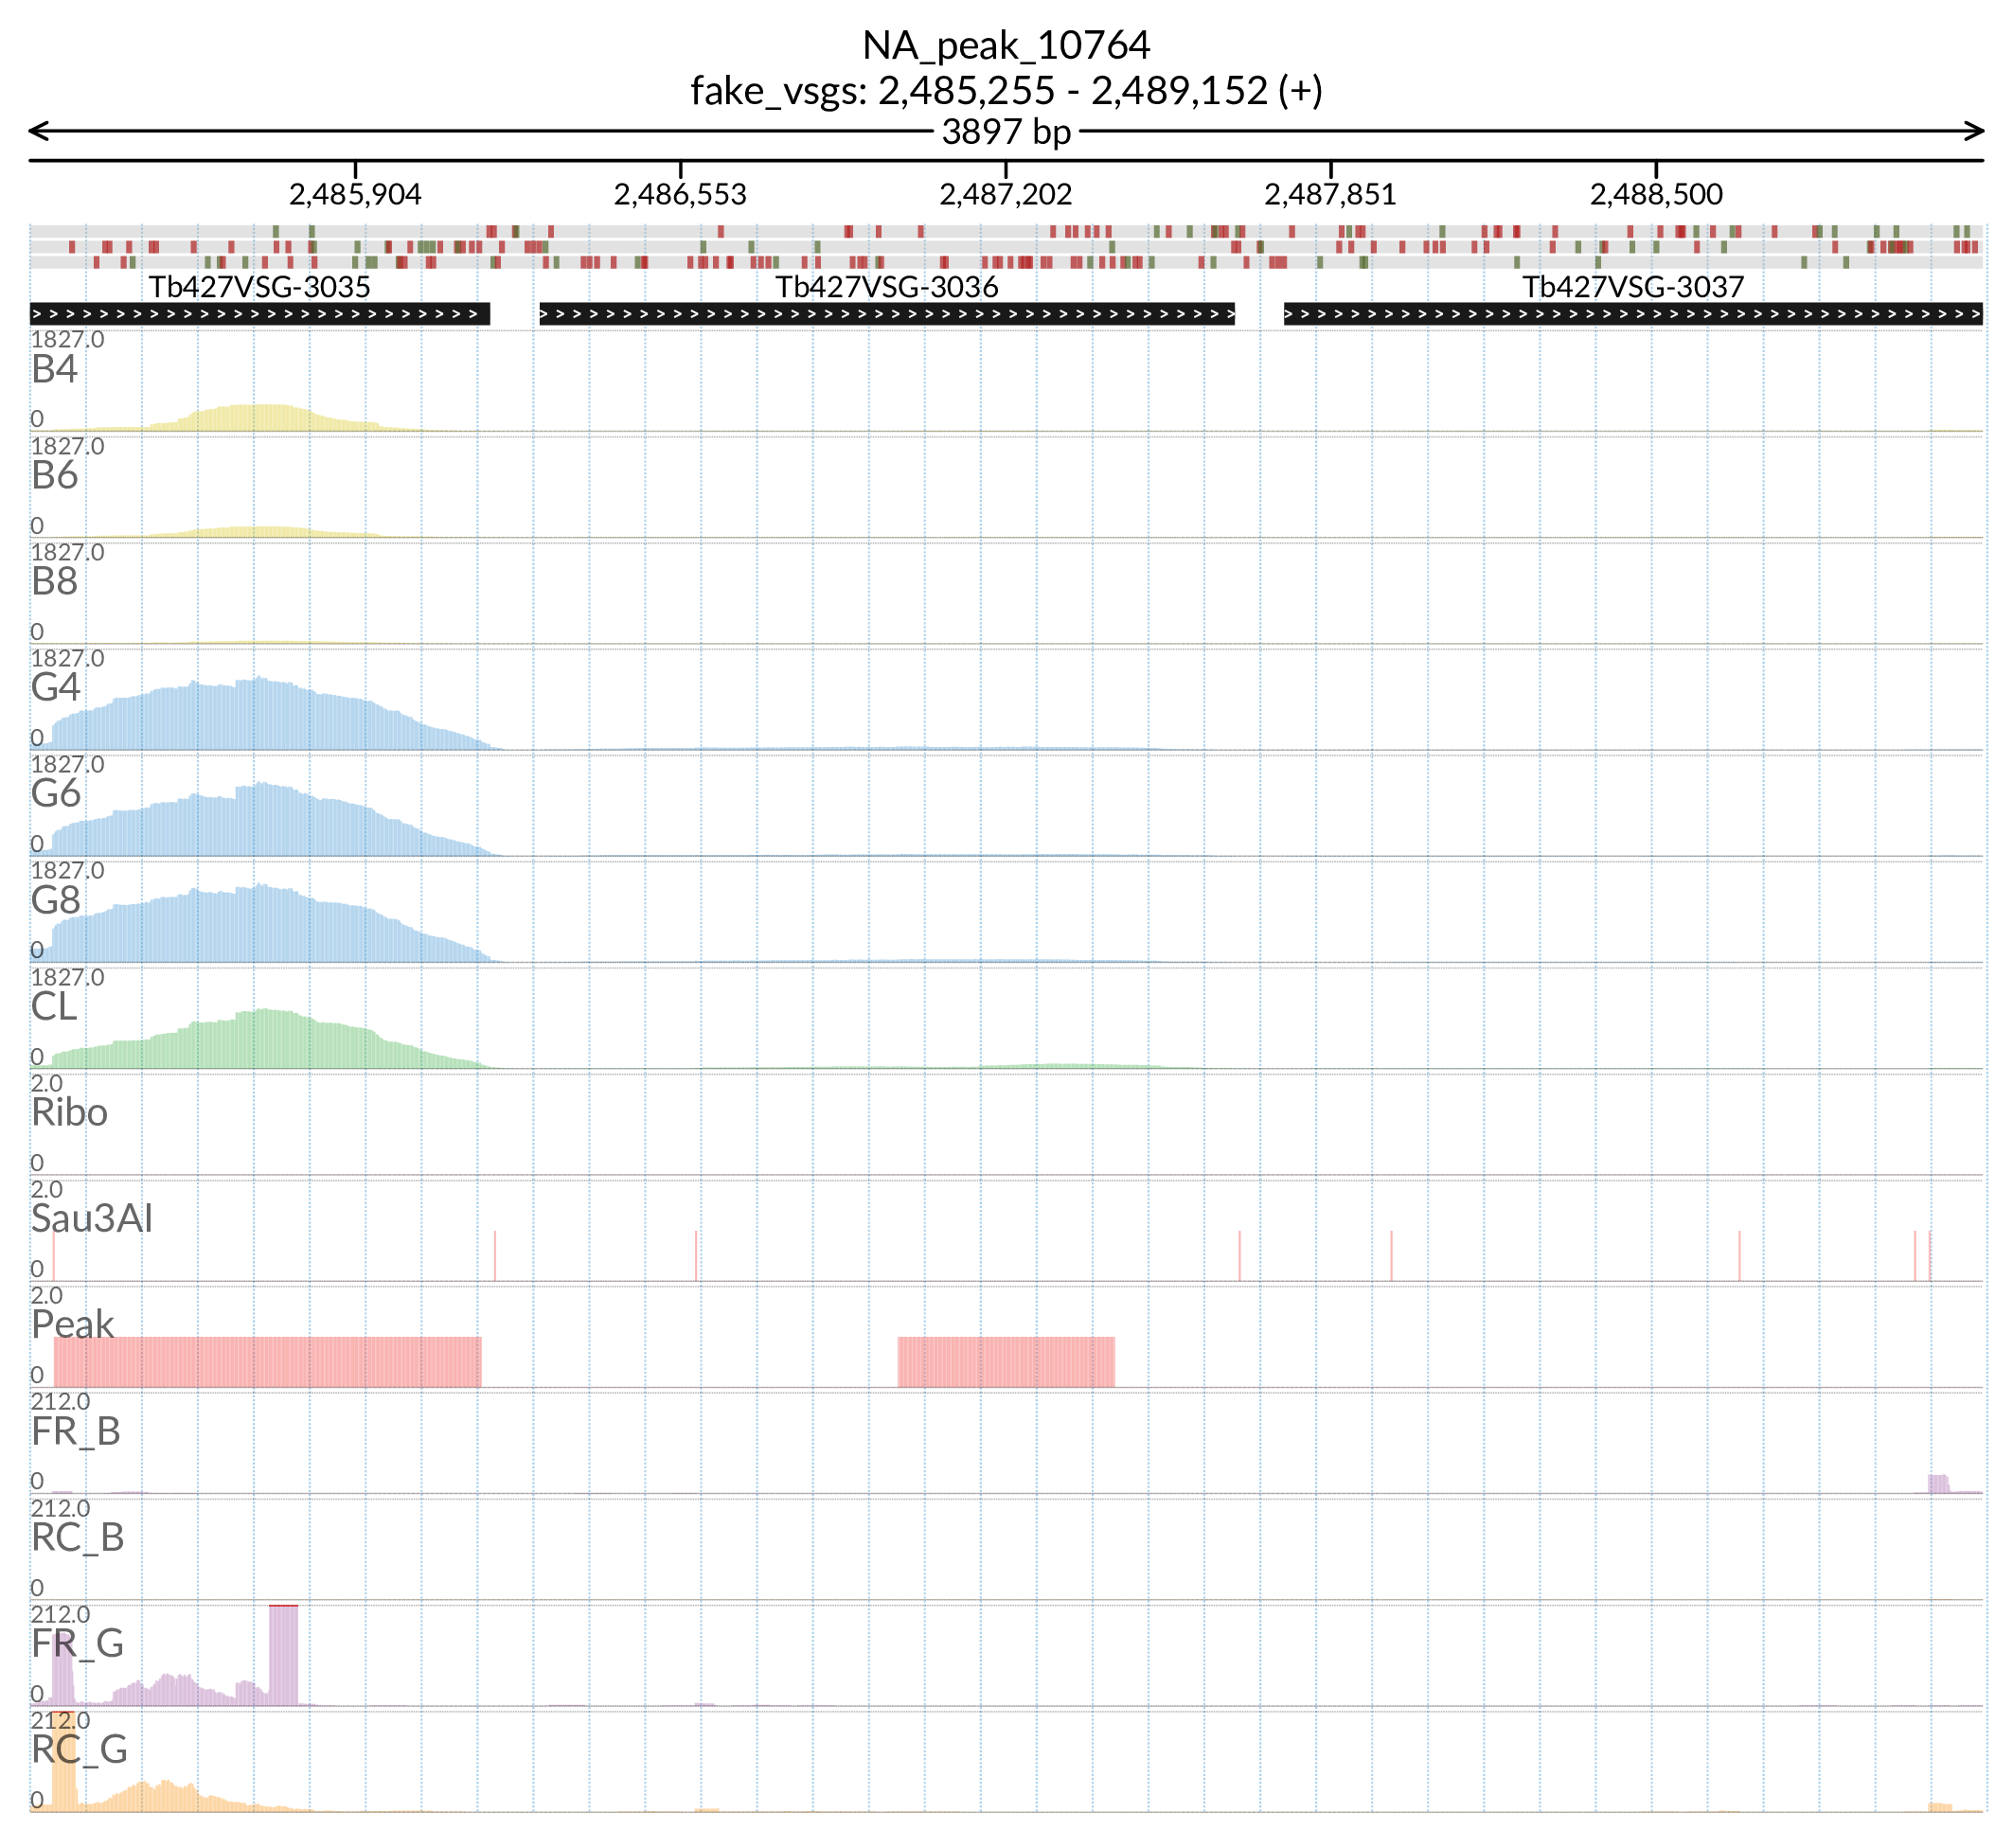 NA_peak_10764
fake_vsgs: 2,485,255 - 2,489,152 (+)
3897 bp
2,485,904 2,486,553 2,487,202 2,487,851 2,488,500
Tb427VSG-3035 Tb427VSG-3036 Tb427VSG-3037
1827.0
B4
0
1827.0
B6
0
1827.0
B8
0
1827.0
G4
0
1827.0
G6
0
1827.0
G8
0
1827.0
CL
0
2.0
Ribo
0
2.0
Sau3AI
0
2.0
Peak
0
212.0
FR_B
0
212.0
RC_B
0
212.0
FR_G
0
212.0
RC_G
0